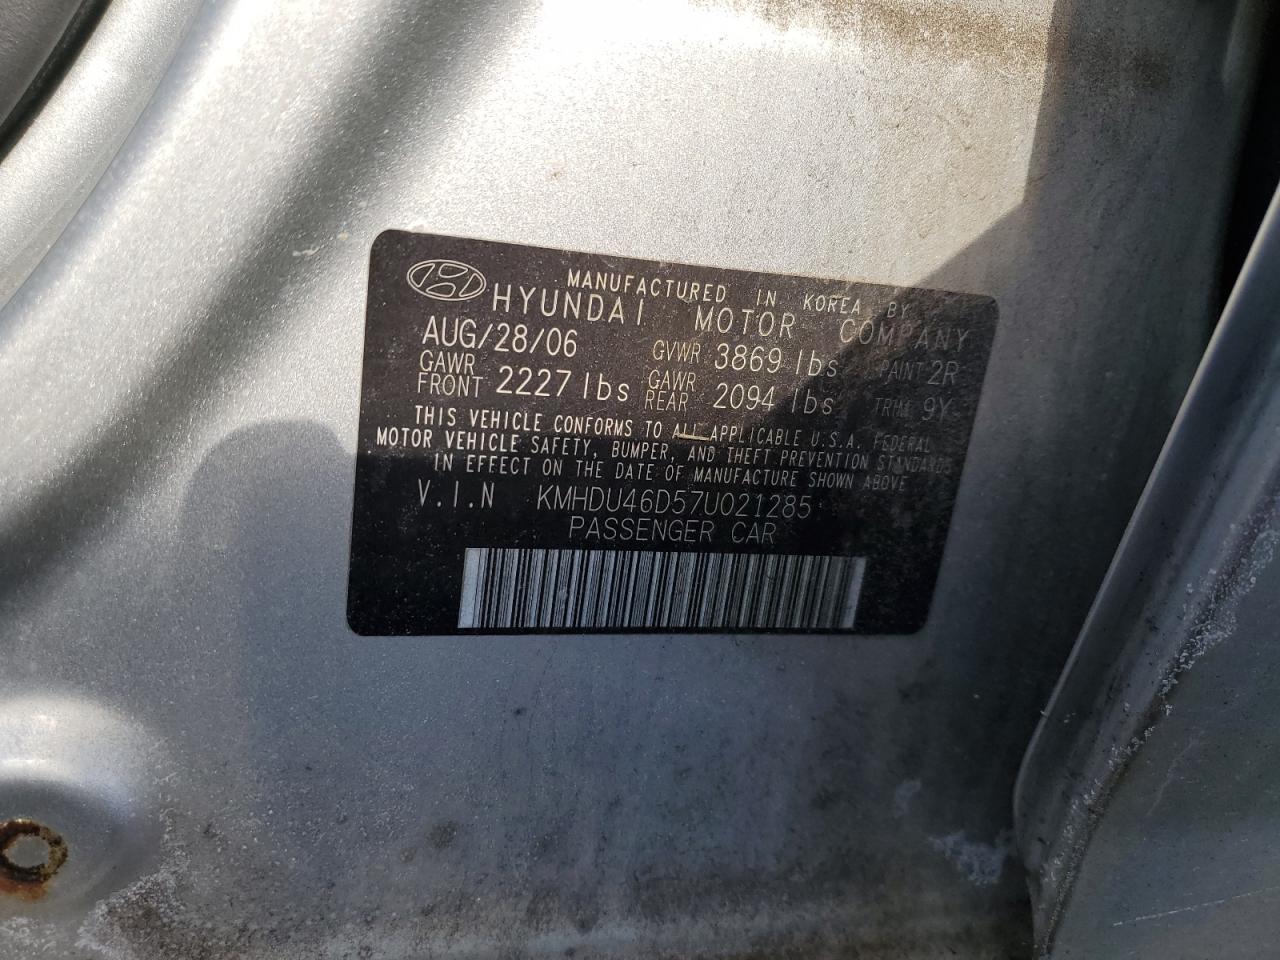 MANUFACTURED IN KOREA BY
HYUNDAI MOTOR COMPANY
AUG/28/06 GVWR 3869 lbs PAINT 2R
GAWR FRONT 2227 lbs GAWR REAR 2094 lbs TRIM 9Y
THIS VEHICLE CONFORMS TO ALL APPLICABLE U.S.A. FEDERAL
MOTOR VEHICLE SAFETY, BUMPER, AND THEFT PREVENTION STANDARDS
IN EFFECT ON THE DATE OF MANUFACTURE SHOWN ABOVE
V.I.N KMHDU46D57U021285
PASSENGER CAR